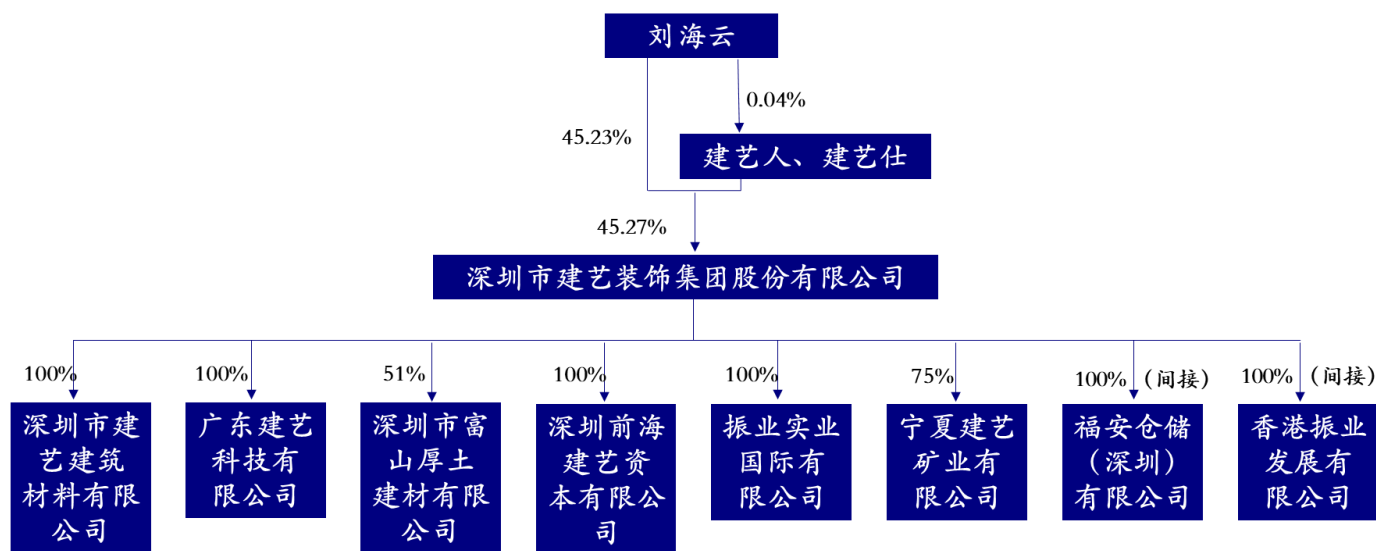 刘海云
0.04%
45.23%
建艺人、建艺仕
45.27%
深圳市建艺装饰集团股份有限公司
100%
100%
51%
100%
100%
75%
100%（间接）
100%（间接）
深圳市建
艺建筑
材料有限
公司
广东建艺
科技有
限公司
深圳市富
山厚土
建材有限
公司
深圳前海
建艺资
本有限公
司
振业实业
国际有
限公司
宁夏建艺
矿业有
限公司
福安仓储
（深圳）
有限公司
香港振业
发展有
限公司